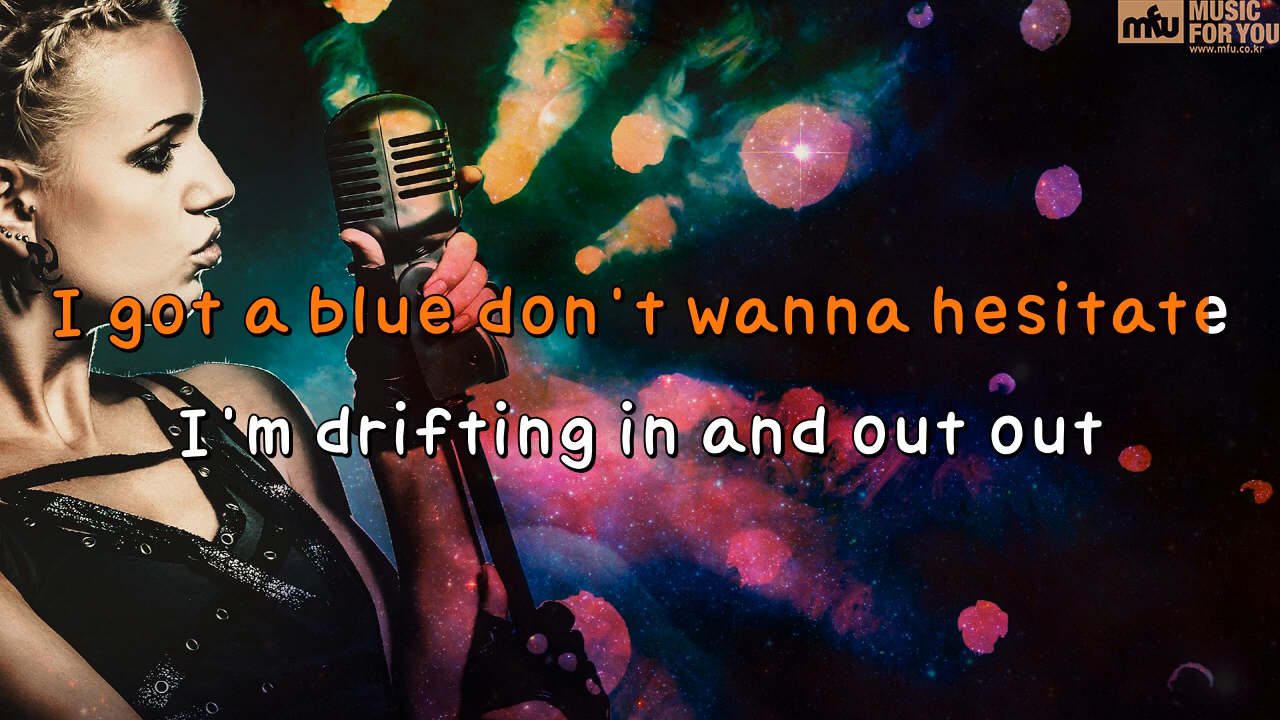 mfu MUSIC
FOR YOU
www.mfu.co.kr
I got a blue don't wanna hesitate
I'm drifting in and out out